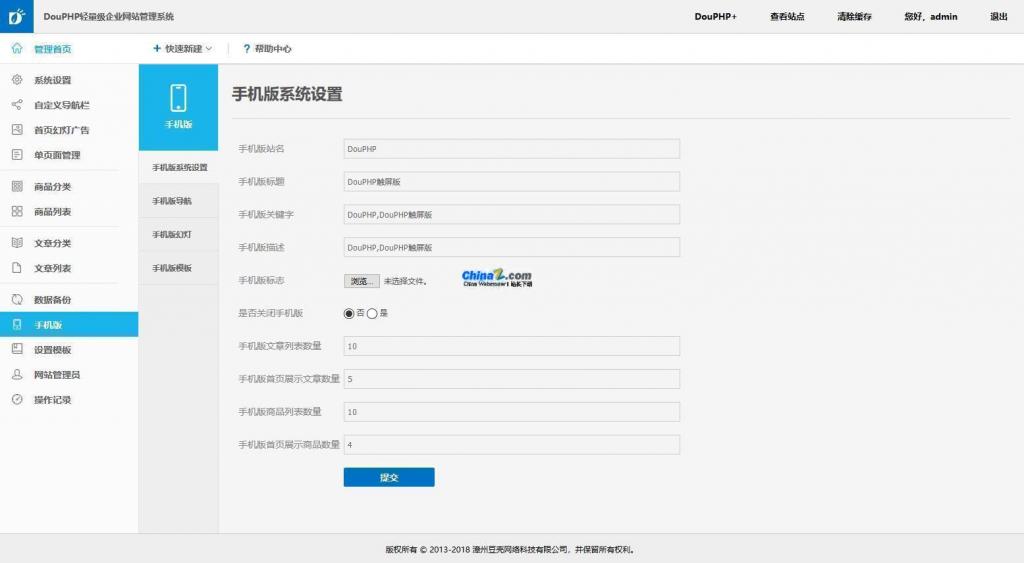 DouPHP轻量级企业网站管理系统
DouPHP+ 查看站点 清除缓存 您好，admin 退出
管理首页
+ 快速新建 ? 帮助中心
系统设置
自定义导航栏
首页幻灯广告
单页面管理
商品分类
商品列表
文章分类
文章列表
数据备份
手机版
设置模板
网站管理员
操作记录
手机版
手机版系统设置
手机版导航
手机版幻灯
手机版模板
手机版系统设置
手机版站名 DouPHP
手机版标题 DouPHP触屏版
手机版关键字 DouPHP,DouPHP触屏版
手机版描述 DouPHP,DouPHP触屏版
手机版标志 浏览... 未选择文件。
ChinaZ.com
China Webmaster | 站长下载
是否关闭手机版 否 是
手机版文章列表数量 10
手机版首页展示文章数量 5
手机版商品列表数量 10
手机版首页展示商品数量 4
提交
版权所有 © 2013-2018 漳州豆壳网络科技有限公司，并保留所有权利。